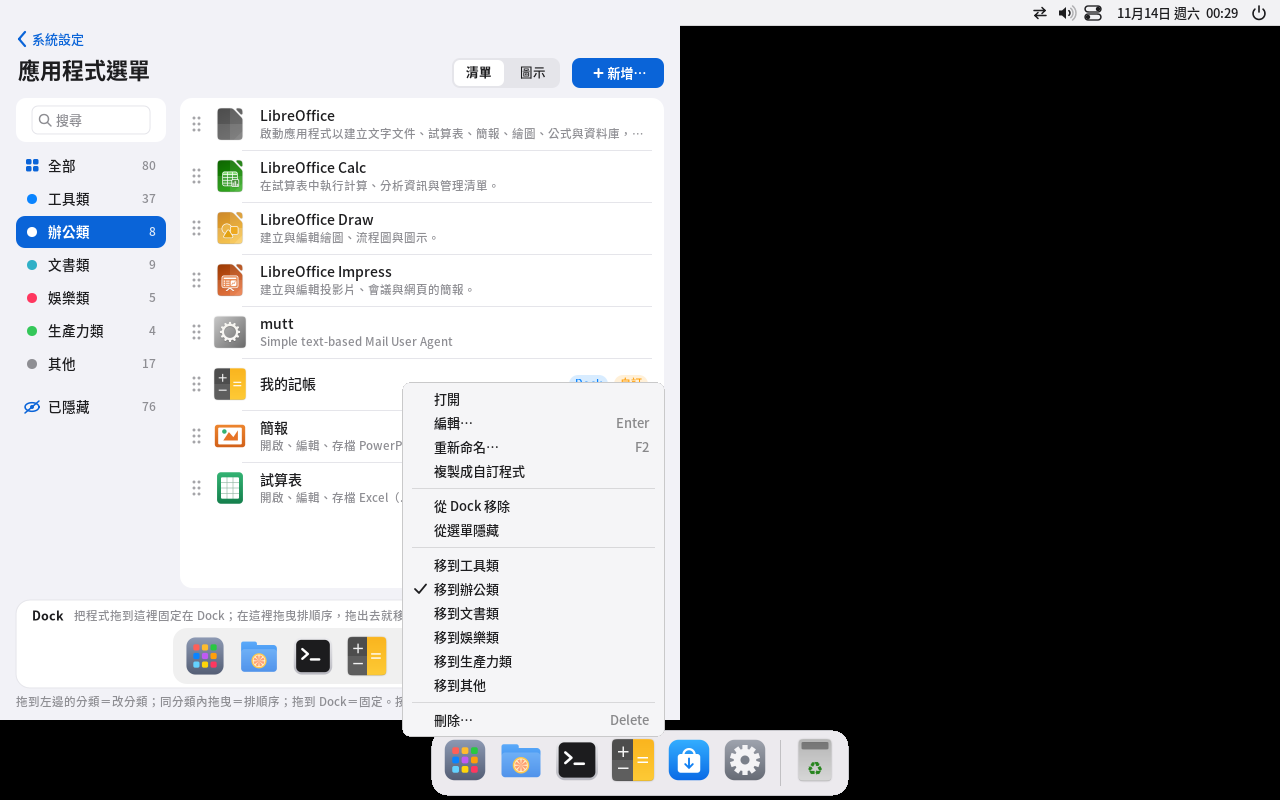 11月14日 週六 00:29
系統設定
應用程式選單
清單
圖示
新增…
搜尋
全部 80
工具類 37
辦公類 8
文書類 9
娛樂類 5
生產力類 4
其他 17
已隱藏 76
LibreOffice
啟動應用程式以建立文字文件、試算表、簡報、繪圖、公式與資料庫，…
LibreOffice Calc
在試算表中執行計算、分析資訊與管理清單。
LibreOffice Draw
建立與編輯繪圖、流程圖與圖示。
LibreOffice Impress
建立與編輯投影片、會議與網頁的簡報。
mutt
Simple text-based Mail User Agent
我的記帳
簡報
開啟、編輯、存檔 PowerP
試算表
開啟、編輯、存檔 Excel（.
打開
編輯… Enter
重新命名… F2
複製成自訂程式
從 Dock 移除
從選單隱藏
移到工具類
移到辦公類
移到文書類
移到娛樂類
移到生產力類
移到其他
刪除… Delete
Dock 把程式拖到這裡固定在 Dock；在這裡拖曳排順序，拖出去就移
拖到左邊的分類＝改分類；同分類內拖曳＝排順序；拖到 Dock＝固定。按